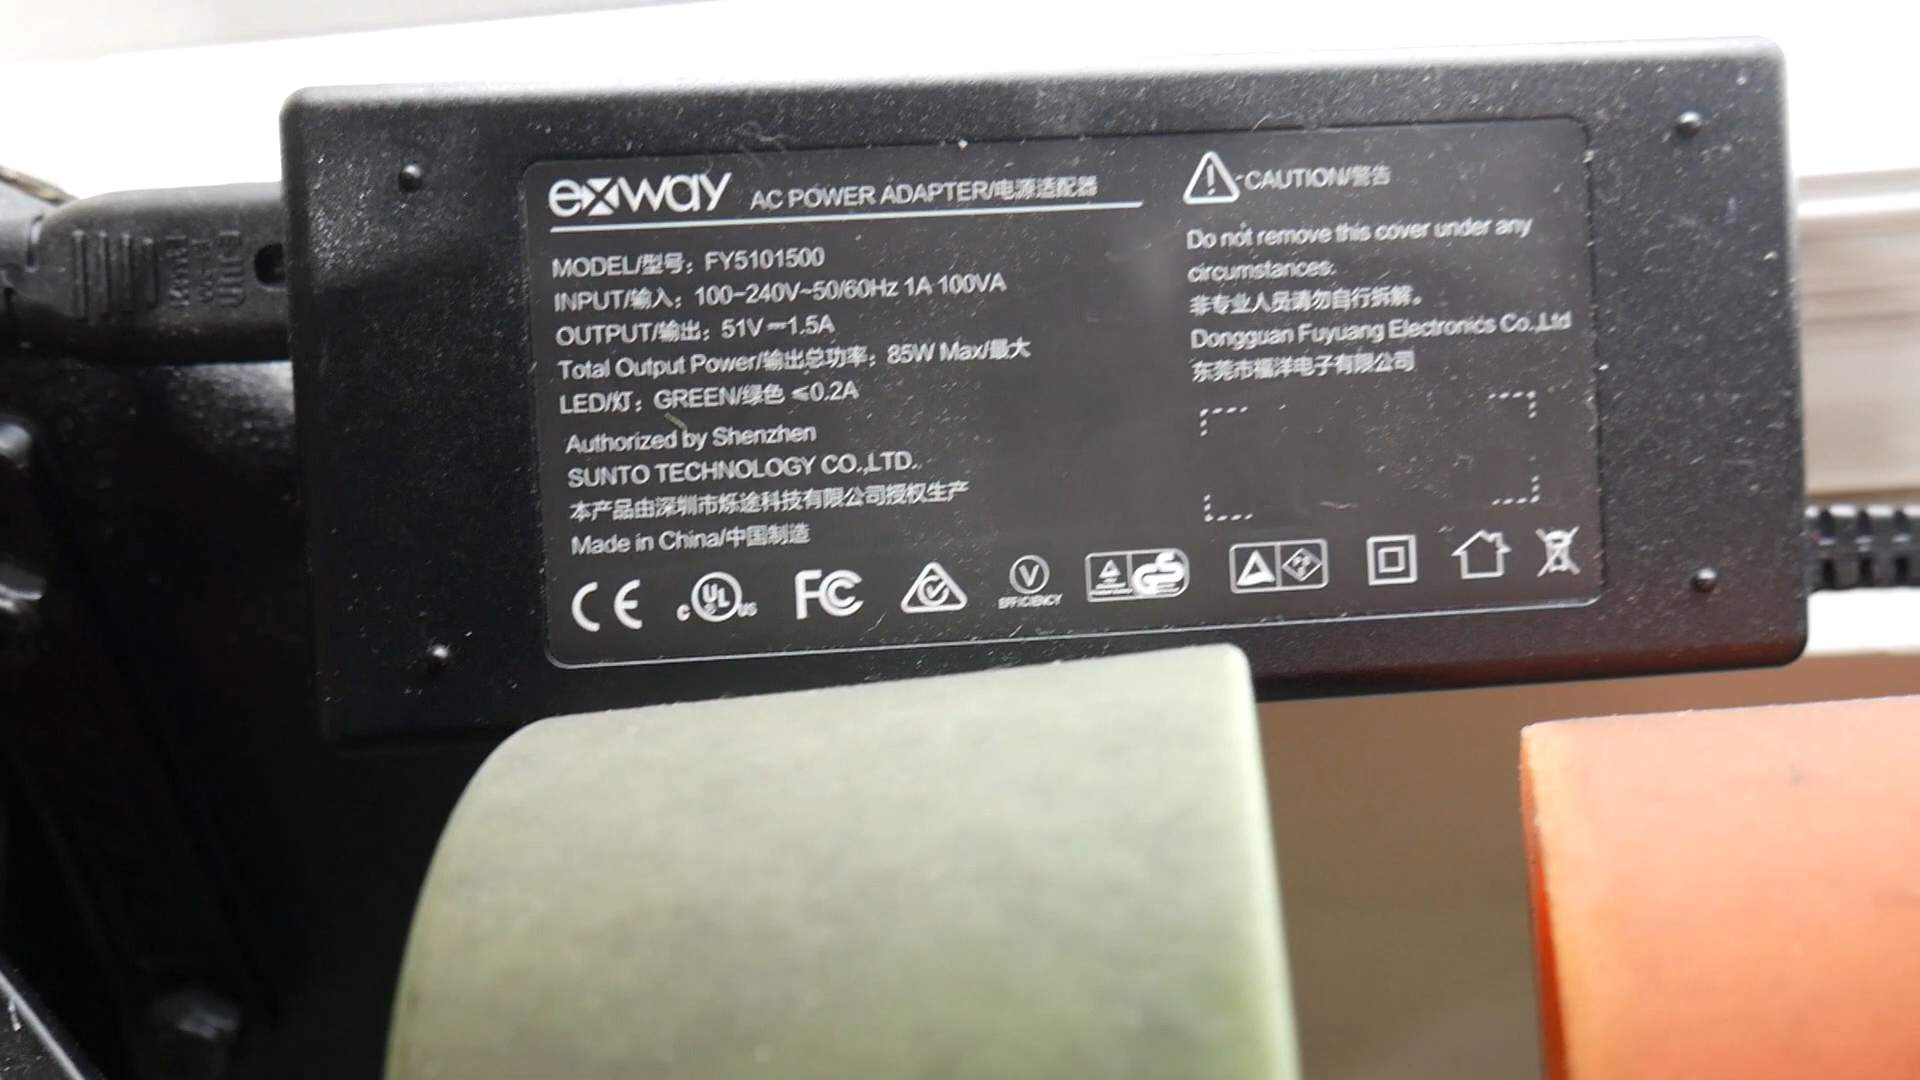 exway AC POWER ADAPTER/电源适配器
MODEL/型号：FY5101500
INPUT/输入：100-240V~50/60Hz 1A 100VA
OUTPUT/输出：51V⎓1.5A
Total Output Power/输出总功率：85W Max/最大
LED/灯：GREEN/绿色 ≤0.2A
Authorized by Shenzhen
SUNTO TECHNOLOGY CO.,LTD.
本产品由深圳市烁途科技有限公司授权生产
Made in China/中国制造
CAUTION/警告
Do not remove this cover under any
circumstances.
非专业人员请勿自行拆解。
Dongguan Fuyuang Electronics Co.,Ltd
东莞市福洋电子有限公司
CE c UL us FC V GS PS
EFFICIENCY